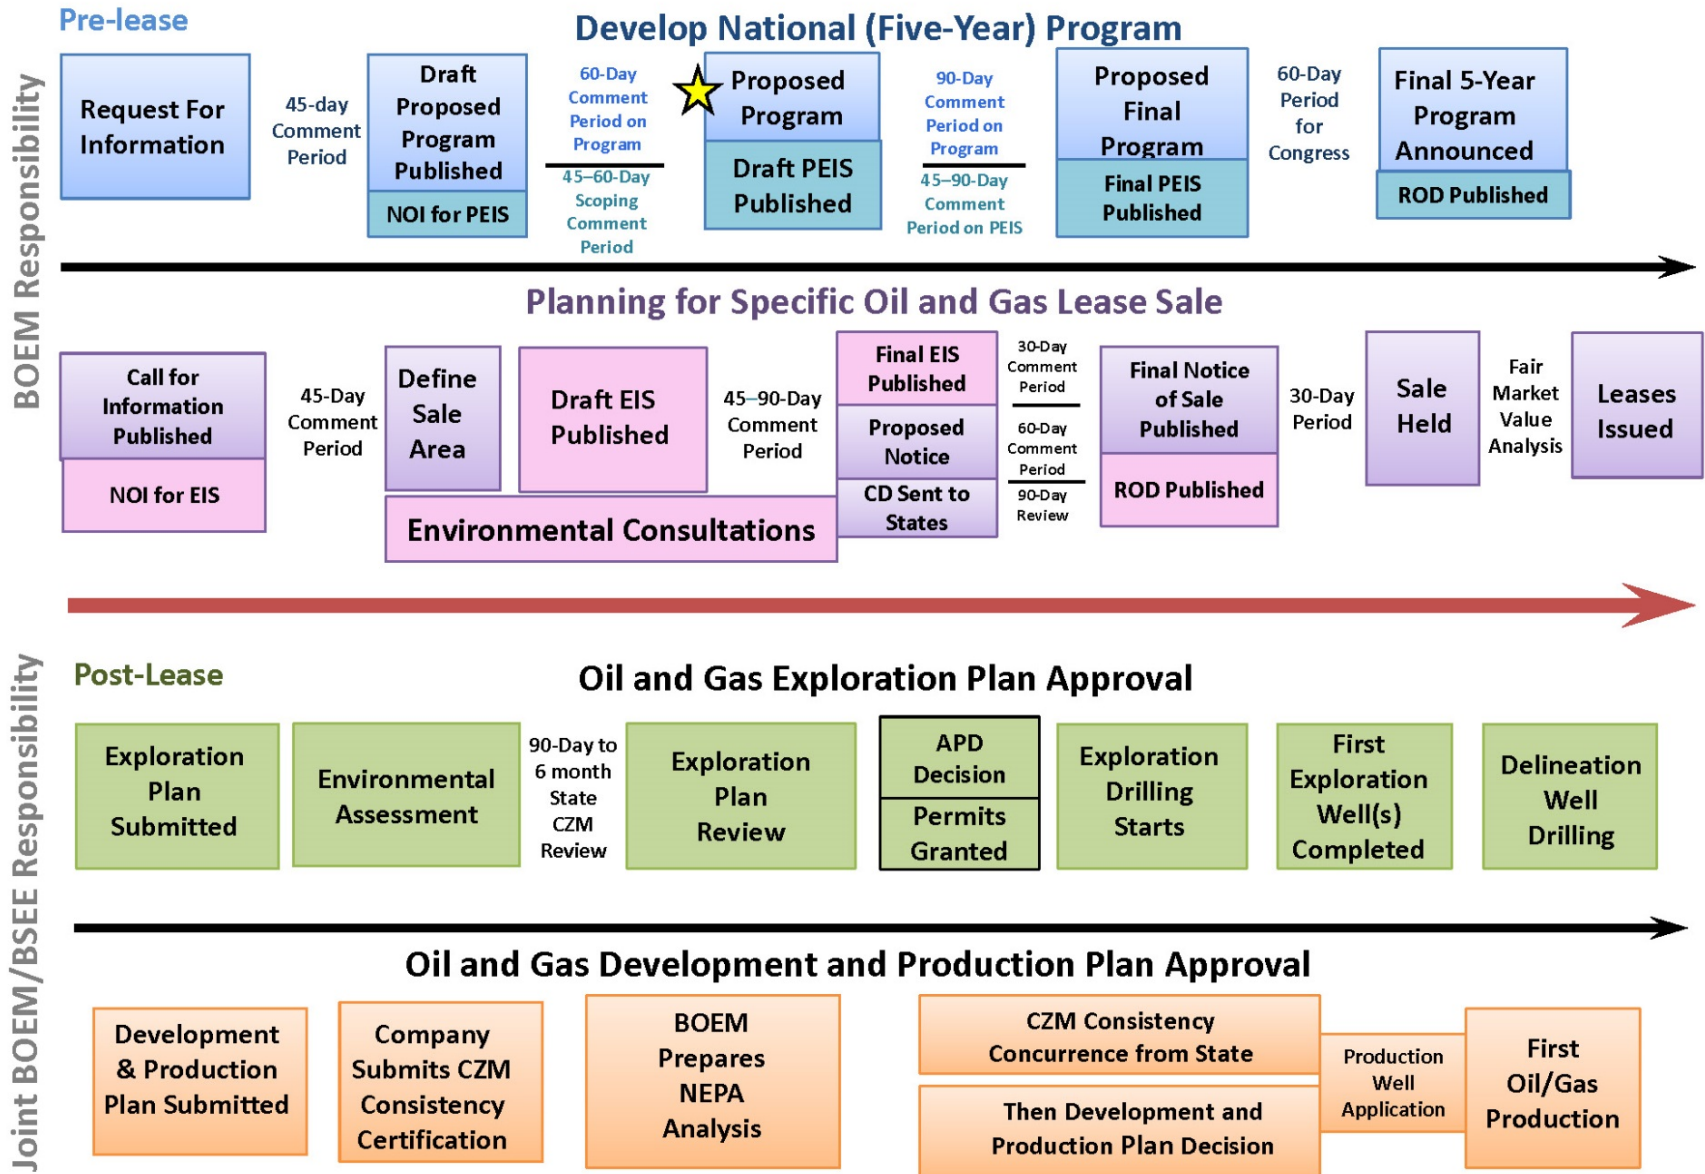 BOEM Responsibility
Pre-lease
Develop National (Five-Year) Program
Request For
Information
45-day
Comment
Period
Draft
Proposed
Program
Published
NOI for PEIS
60-Day
Comment
Period on
Program
45–60-Day
Scoping
Comment
Period
Proposed
Program
Draft PEIS
Published
90-Day
Comment
Period on
Program
45–90-Day
Comment
Period on PEIS
Proposed
Final
Program
Final PEIS
Published
60-Day
Period
for
Congress
Final 5-Year
Program
Announced
ROD Published
Planning for Specific Oil and Gas Lease Sale
Call for
Information
Published
NOI for EIS
45-Day
Comment
Period
Define
Sale
Area
Draft EIS
Published
Environmental Consultations
45–90-Day
Comment
Period
Final EIS
Published
Proposed
Notice
CD Sent to
States
30-Day
Comment
Period
60-Day
Comment
Period
90-Day
Review
Final Notice
of Sale
Published
ROD Published
30-Day
Period
Sale
Held
Fair
Market
Value
Analysis
Leases
Issued
Joint BOEM/BSEE Responsibility
Post-Lease
Oil and Gas Exploration Plan Approval
Exploration
Plan
Submitted
Environmental
Assessment
90-Day to
6 month
State
CZM
Review
Exploration
Plan
Review
APD
Decision
Permits
Granted
Exploration
Drilling
Starts
First
Exploration
Well(s)
Completed
Delineation
Well
Drilling
Oil and Gas Development and Production Plan Approval
Development
& Production
Plan Submitted
Company
Submits CZM
Consistency
Certification
BOEM
Prepares
NEPA
Analysis
CZM Consistency
Concurrence from State
Then Development and
Production Plan Decision
Production
Well
Application
First
Oil/Gas
Production